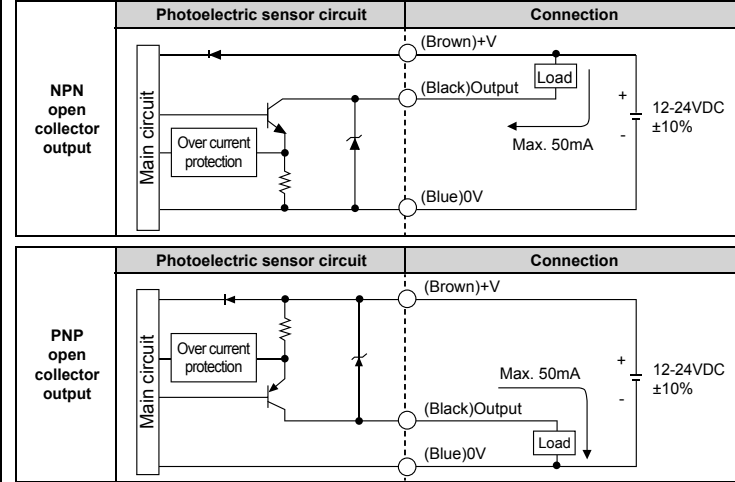 Photoelectric sensor circuit
Connection
NPN
open
collector
output
Main circuit
Over current
protection
(Brown)+V
(Black)Output
(Blue)0V
Load
Max. 50mA
+
-
12-24VDC
±10%
Photoelectric sensor circuit
Connection
PNP
open
collector
output
Main circuit
Over current
protection
(Brown)+V
(Black)Output
(Blue)0V
Max. 50mA
Load
+
-
12-24VDC
±10%